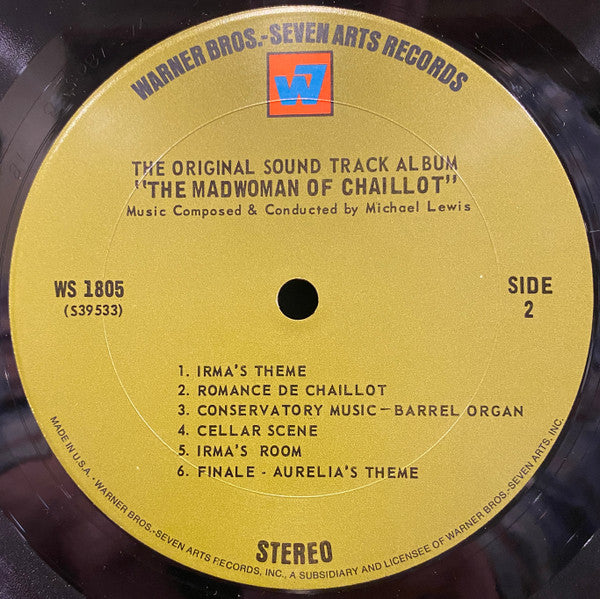 WARNER BROS.-SEVEN ARTS RECORDS
W7
THE ORIGINAL SOUND TRACK ALBUM
"THE MADWOMAN OF CHAILLOT"
Music Composed & Conducted by Michael Lewis
WS 1805
(S39533)
SIDE
2
1. IRMA'S THEME
2. ROMANCE DE CHAILLOT
3. CONSERVATORY MUSIC—BARREL ORGAN
4. CELLAR SCENE
5. IRMA'S ROOM
6. FINALE - AURELIA'S THEME
STEREO
MADE IN U.S.A. • WARNER BROS.-SEVEN ARTS RECORDS, INC., A SUBSIDIARY AND LICENSEE OF WARNER BROS.-SEVEN ARTS, INC.